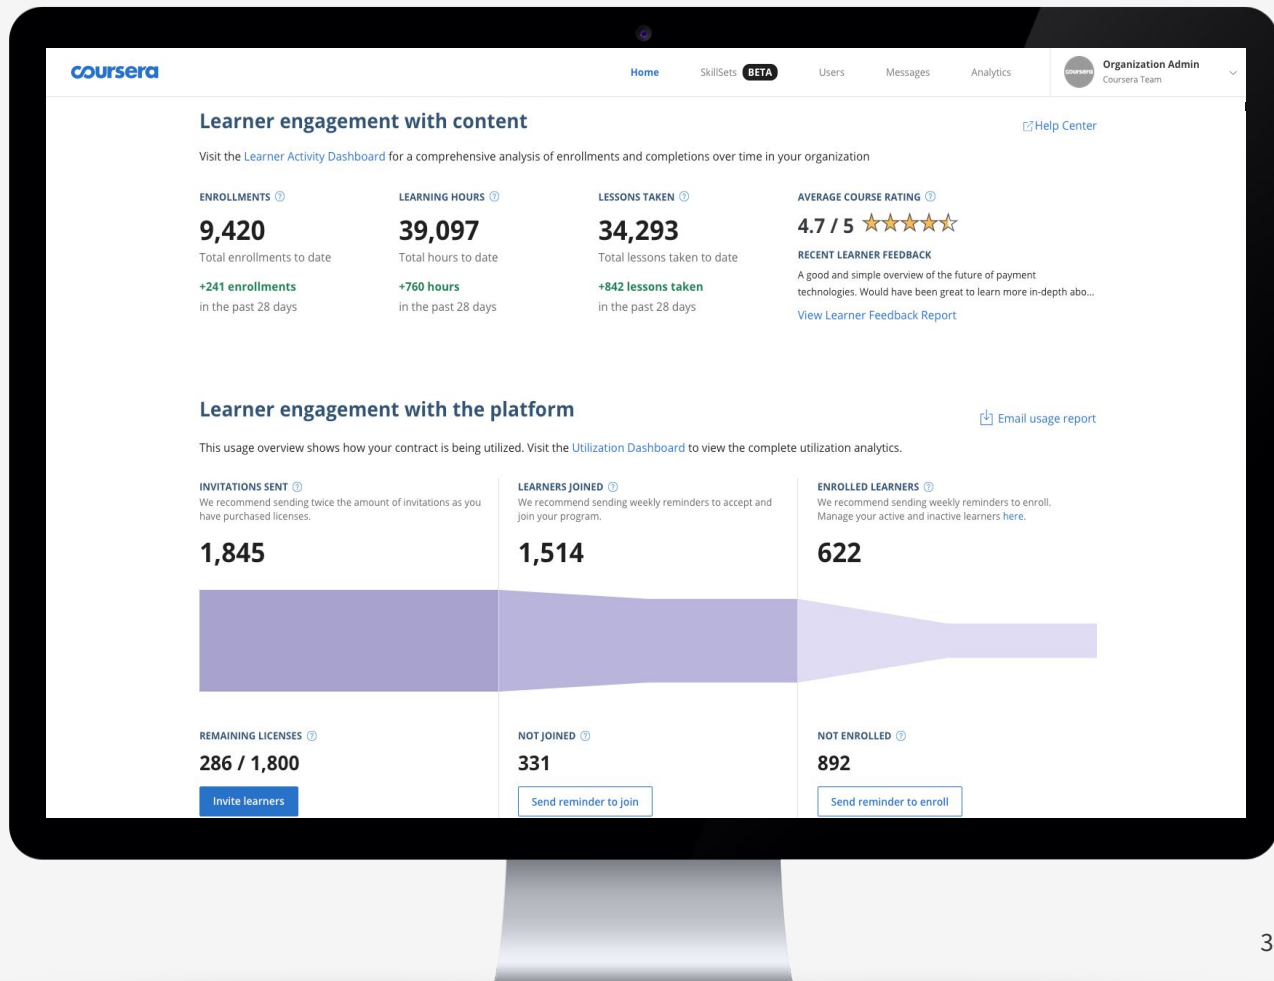 coursera
Home
SkillSets BETA
Users
Messages
Analytics
coursera
Organization Admin
Coursera Team
Learner engagement with content
Help Center
Visit the Learner Activity Dashboard for a comprehensive analysis of enrollments and completions over time in your organization
ENROLLMENTS
9,420
Total enrollments to date
+241 enrollments
in the past 28 days
LEARNING HOURS
39,097
Total hours to date
+760 hours
in the past 28 days
LESSONS TAKEN
34,293
Total lessons taken to date
+842 lessons taken
in the past 28 days
AVERAGE COURSE RATING
4.7 / 5
RECENT LEARNER FEEDBACK
A good and simple overview of the future of payment
technologies. Would have been great to learn more in-depth abo...
View Learner Feedback Report
Learner engagement with the platform
Email usage report
This usage overview shows how your contract is being utilized. Visit the Utilization Dashboard to view the complete utilization analytics.
INVITATIONS SENT
We recommend sending twice the amount of invitations as you
have purchased licenses.
1,845
LEARNERS JOINED
We recommend sending weekly reminders to accept and
join your program.
1,514
ENROLLED LEARNERS
We recommend sending weekly reminders to enroll.
Manage your active and inactive learners here.
622
REMAINING LICENSES
286 / 1,800
Invite learners
NOT JOINED
331
Send reminder to join
NOT ENROLLED
892
Send reminder to enroll
3